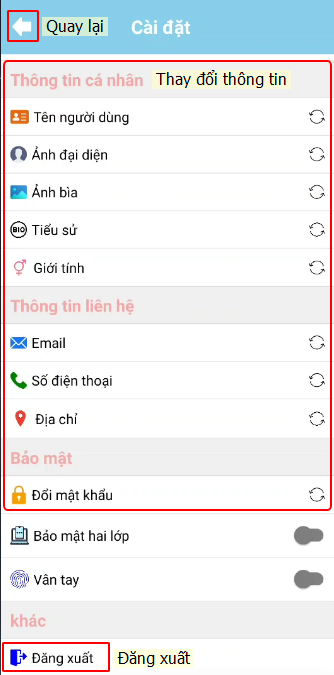 Quay lại Cài đặt
Thông tin cá nhân Thay đổi thông tin
Tên người dùng
Ảnh đại diện
Ảnh bìa
BIO Tiểu sử
Giới tính
Thông tin liên hệ
Email
Số điện thoại
Địa chỉ
Bảo mật
Đổi mật khẩu
Bảo mật hai lớp
Vân tay
khác
Đăng xuất Đăng xuất